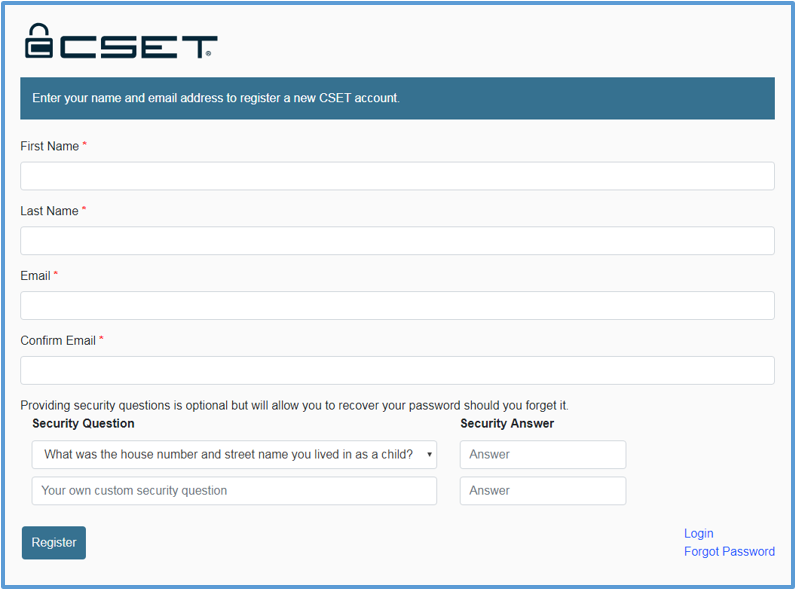 CSET®
Enter your name and email address to register a new CSET account.
First Name *
Last Name *
Email *
Confirm Email *
Providing security questions is optional but will allow you to recover your password should you forget it.
Security Question Security Answer
What was the house number and street name you lived in as a child? Answer
Your own custom security question Answer
Register
Login
Forgot Password